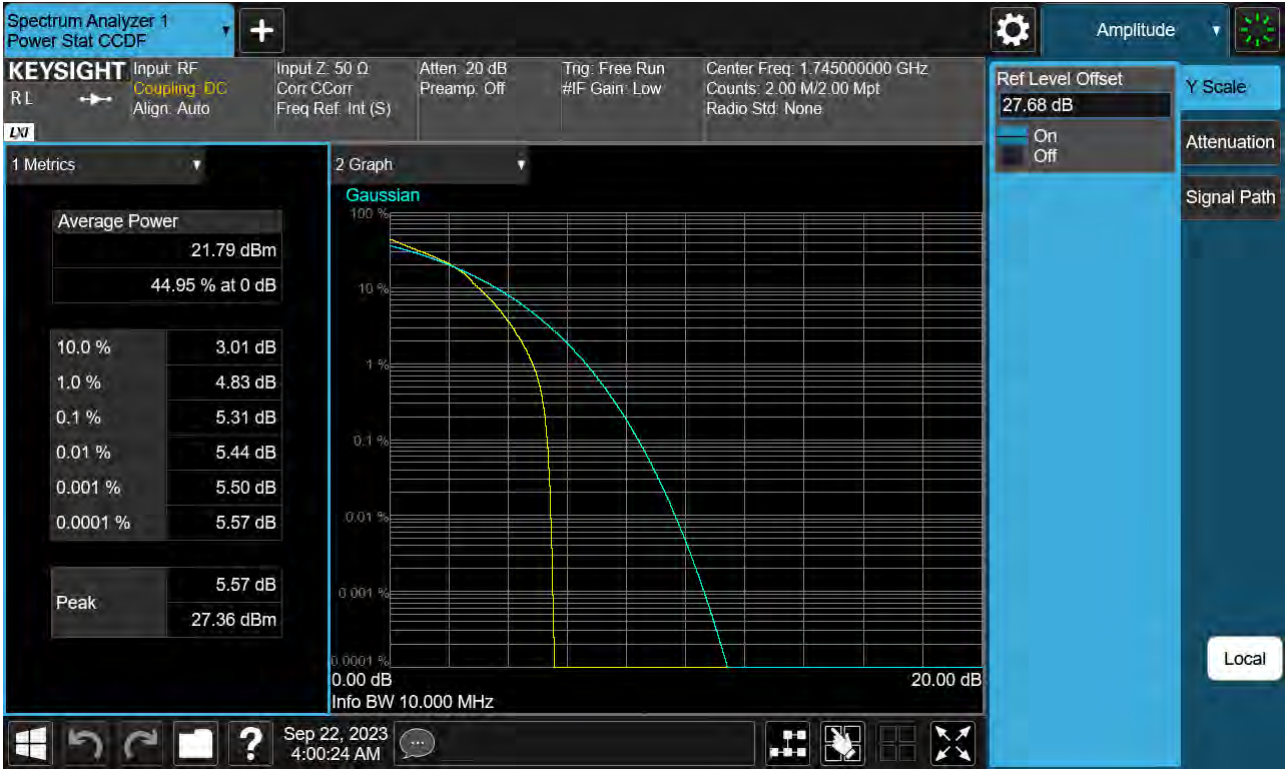 Spectrum Analyzer 1
Power Stat CCDF
Amplitude
KEYSIGHT
R L
LXI
Input: RF
Coupling: DC
Align: Auto
Input Z: 50 Ω
Corr CCorr
Freq Ref: Int (S)
Atten: 20 dB
Preamp: Off
Trig: Free Run
#IF Gain: Low
Center Freq: 1.745000000 GHz
Counts: 2.00 M/2.00 Mpt
Radio Std: None
Ref Level Offset
27.68 dB
On
Off
Y Scale
Attenuation
Signal Path
Local
1 Metrics
Average Power
21.79 dBm
44.95 % at 0 dB
10.0 % 3.01 dB
1.0 % 4.83 dB
0.1 % 5.31 dB
0.01 % 5.44 dB
0.001 % 5.50 dB
0.0001 % 5.57 dB
Peak
5.57 dB
27.36 dBm
2 Graph
Gaussian
100 %
10 %
1 %
0.1 %
0.01 %
0.001 %
0.0001 %
0.00 dB 20.00 dB
Info BW 10.000 MHz
?
Sep 22, 2023
4:00:24 AM